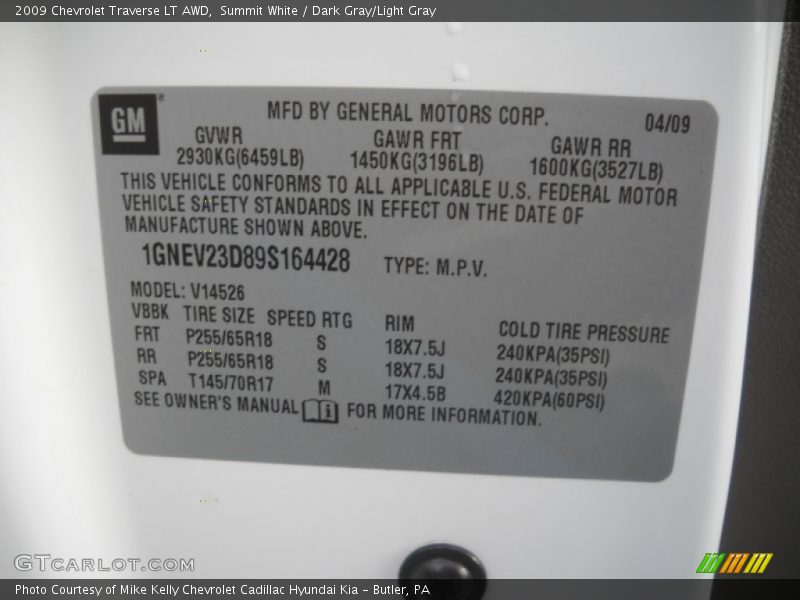 2009 Chevrolet Traverse LT AWD,  Summit White / Dark Gray/Light Gray
GM
MFD BY GENERAL MOTORS CORP.
04/09
GVWR GAWR FRT GAWR RR
2930KG(6459LB) 1450KG(3196LB) 1600KG(3527LB)
THIS VEHICLE CONFORMS TO ALL APPLICABLE U.S. FEDERAL MOTOR
VEHICLE SAFETY STANDARDS IN EFFECT ON THE DATE OF
MANUFACTURE SHOWN ABOVE.
1GNEV23D89S164428 TYPE: M.P.V.
MODEL: V14526
VBBK TIRE SIZE SPEED RTG RIM COLD TIRE PRESSURE
FRT P255/65R18 S 18X7.5J 240KPA(35PSI)
RR P255/65R18 S 18X7.5J 240KPA(35PSI)
SPA T145/70R17 M 17X4.5B 420KPA(60PSI)
SEE OWNER'S MANUAL i FOR MORE INFORMATION.
GTCARLOT.COM
Photo Courtesy of Mike Kelly Chevrolet Cadillac Hyundai Kia – Butler, PA